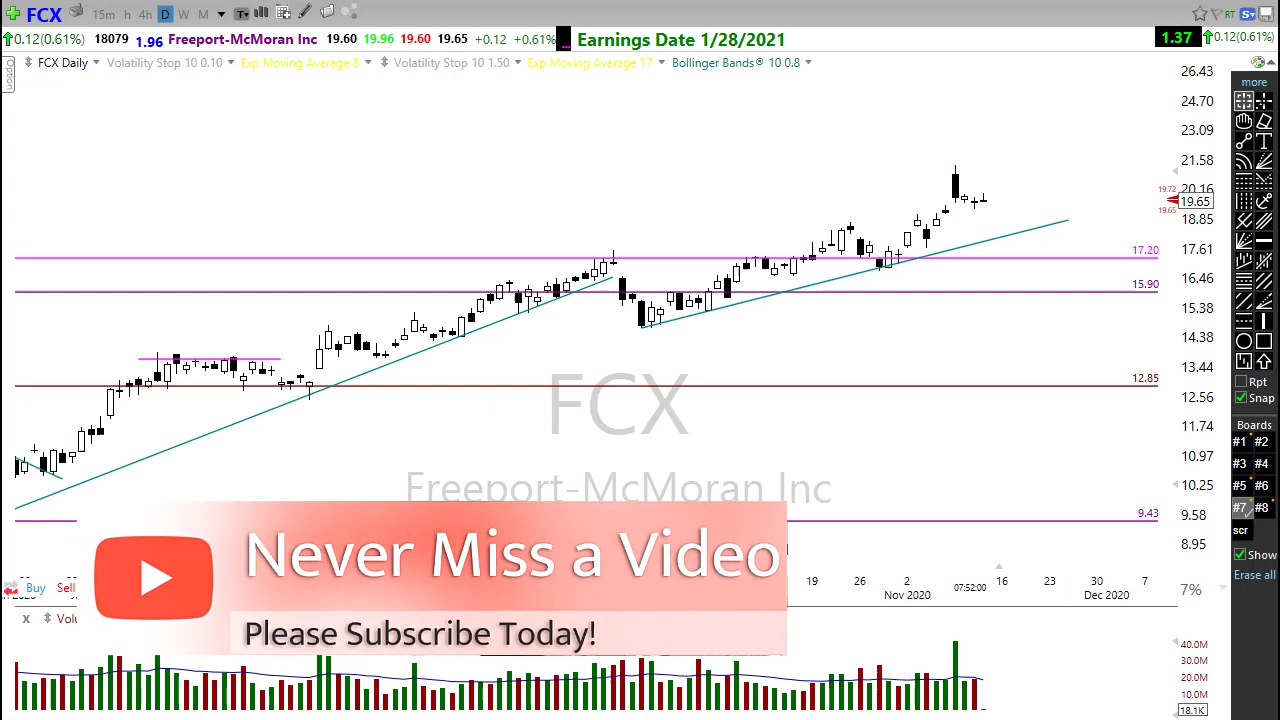 FCX 15m 1h 4h D W M T
RT S
0.12(0.61%) 18079 1.96 Freeport-McMoran Inc 19.60 19.96 19.60 19.65 +0.12 +0.61% Earnings Date 1/28/2021 1.37 0.12(0.61%)
Option
FCX Daily Volatility Stop 10 0.10 Exp Moving Average 8 Volatility Stop 10 1.50 Exp Moving Average 17 Bollinger Bands® 10 0.8
26.43
more
24.70
23.09
21.58
20.16
19.72
19.65
19.65
18.85
17.61
17.20
16.46
15.90
15.38
14.38
13.44
12.85
12.56
11.74
10.97
10.25
9.58
9.43
8.95
Rpt
Snap
Boards
#1 #2
#3 #4
#5 #6
#7 #8
scr
Show
Erase all
FCX
Freeport-McMoran Inc
Never Miss a Video
Please Subscribe Today!
Buy Sell
19 26 2 07:52:00 16 23 30 7
Nov 2020 Dec 2020
7%
X Volu
40.0M
30.0M
20.0M
10.0M
18.1K